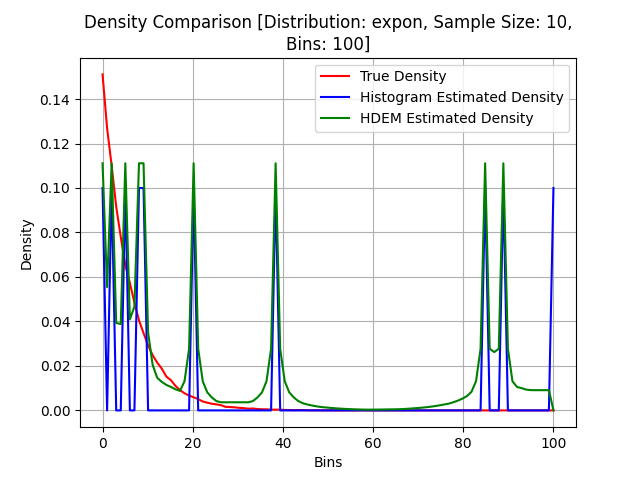 Density Comparison [Distribution: expon, Sample Size: 10,
Bins: 100]
True Density
Histogram Estimated Density
HDEM Estimated Density
Density
0.14
0.12
0.10
0.08
0.06
0.04
0.02
0.00
0 20 40 60 80 100
Bins